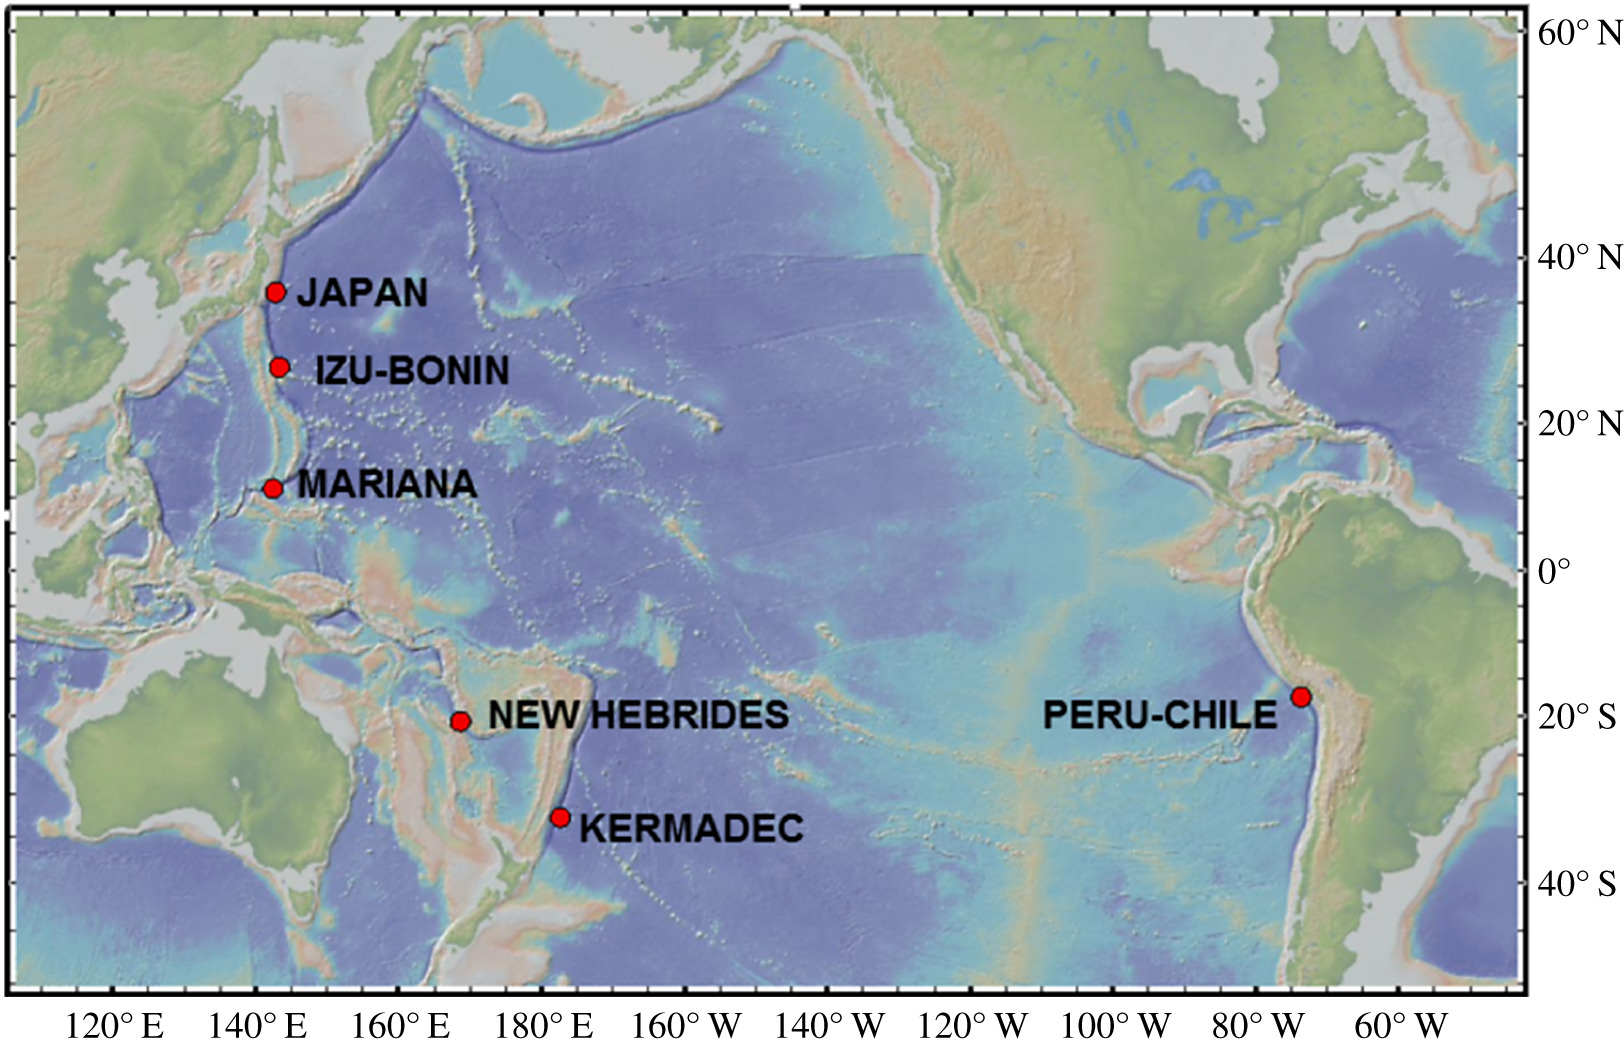 60° N
40° N
JAPAN
IZU-BONIN
20° N
MARIANA
0°
NEW HEBRIDES
PERU-CHILE
20° S
KERMADEC
40° S
120° E 140° E 160° E 180° E 160° W 140° W 120° W 100° W 80° W 60° W